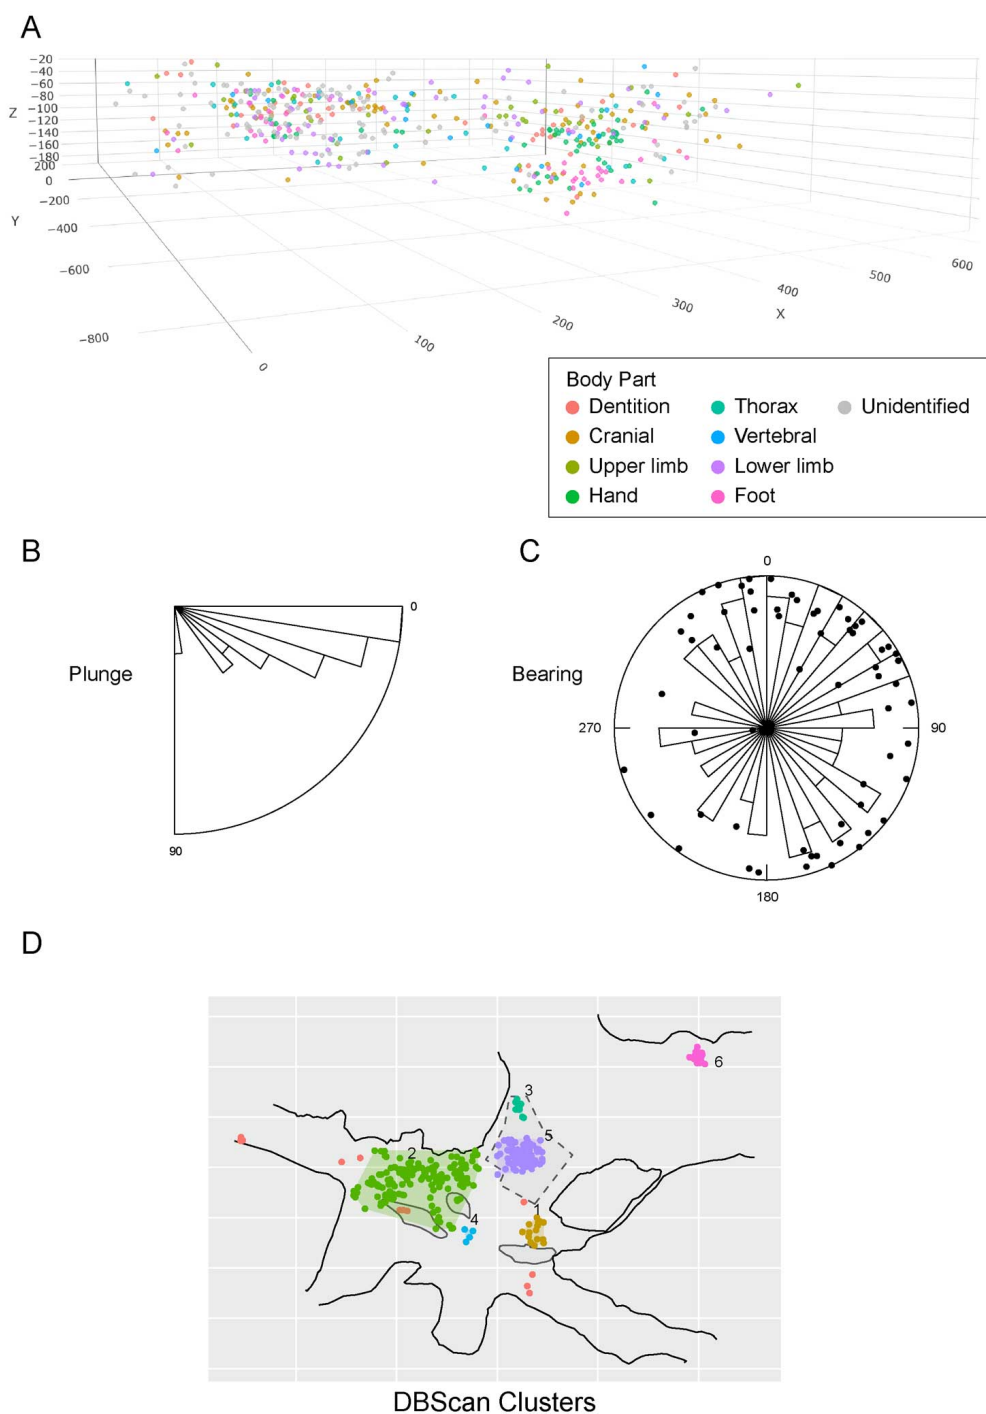 A
−20
−40
−60
−80
Z
−100
−120
−140
−160
−180
200
0
−200
Y
−400
−600
−800
0
100
200
300
400
500
600
X
Body Part
Dentition Thorax Unidentified
Cranial Vertebral
Upper limb Lower limb
Hand Foot
B C
0
0
Plunge Bearing
270 90
90
180
D
6
3
5
2
1
4
DBScan Clusters